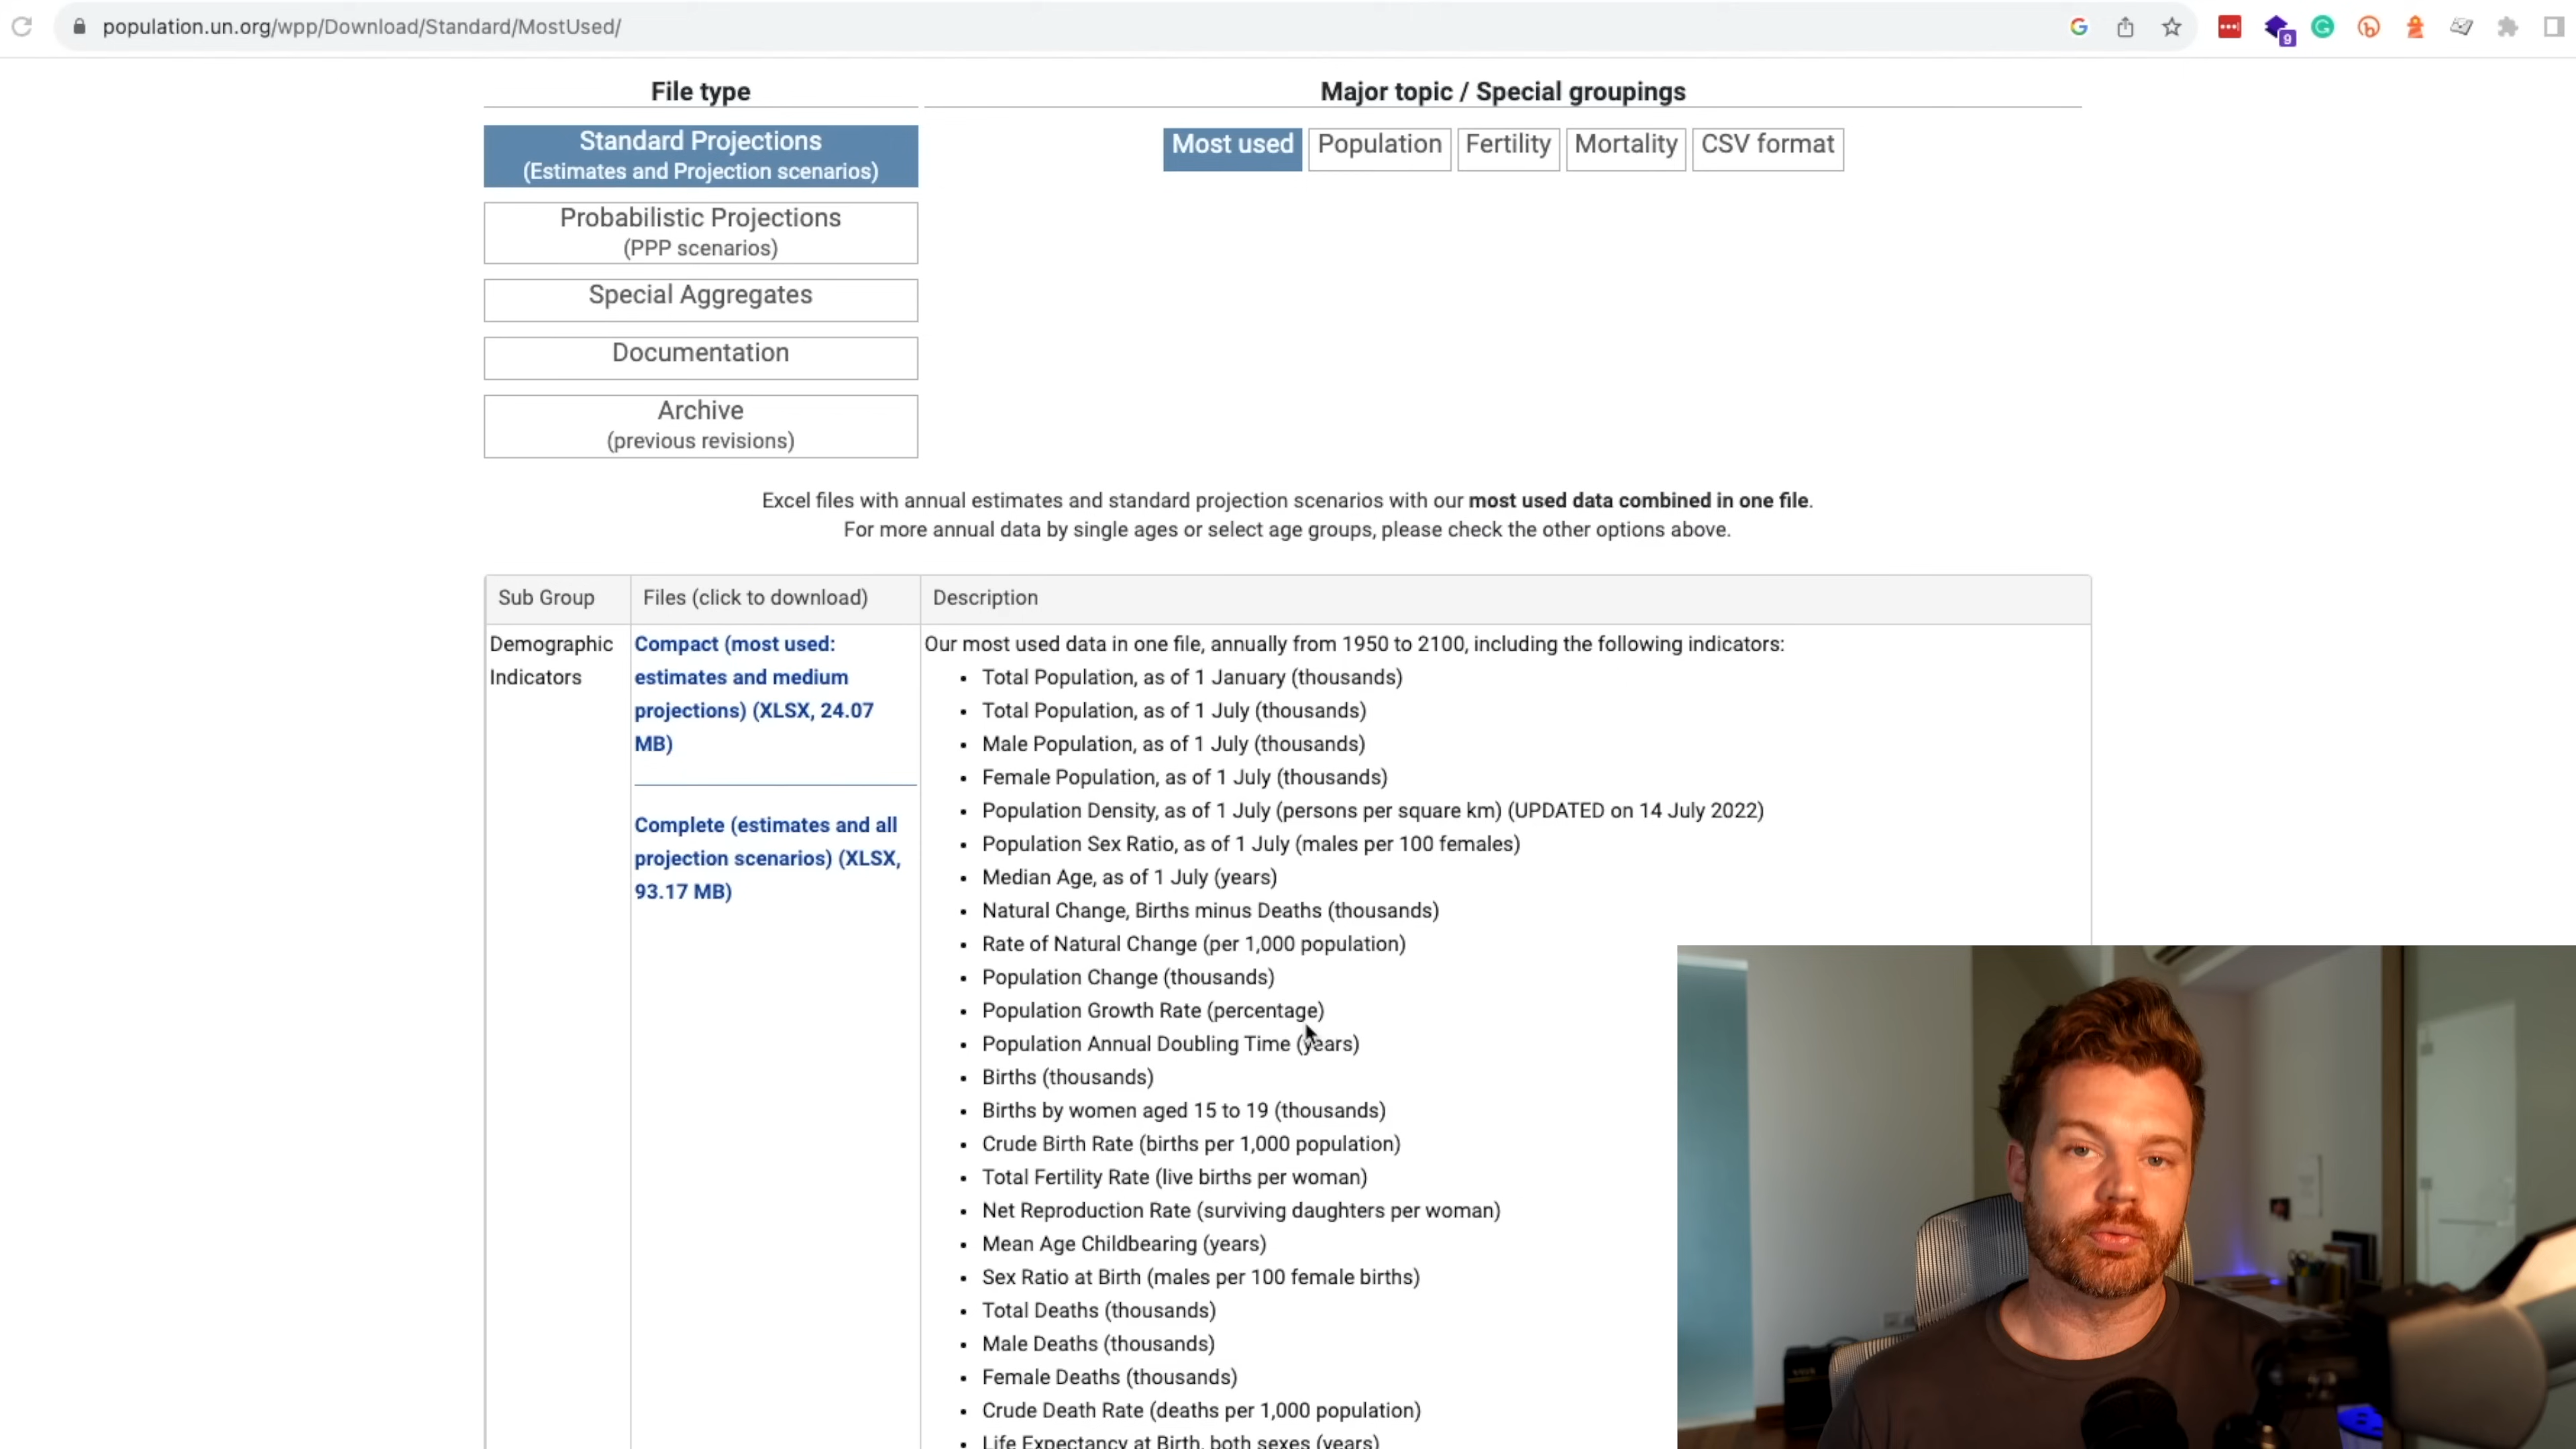 population.un.org/wpp/Download/Standard/MostUsed/
9
File type
Major topic / Special groupings
Standard Projections
(Estimates and Projection scenarios)
Most used
Population
Fertility
Mortality
CSV format
Probabilistic Projections
(PPP scenarios)
Special Aggregates
Documentation
Archive
(previous revisions)
Excel files with annual estimates and standard projection scenarios with our most used data combined in one file.
For more annual data by single ages or select age groups, please check the other options above.
Sub Group
Files (click to download)
Description
Demographic
Indicators
Compact (most used:
estimates and medium
projections) (XLSX, 24.07
MB)
Complete (estimates and all
projection scenarios) (XLSX,
93.17 MB)
Our most used data in one file, annually from 1950 to 2100, including the following indicators:
• Total Population, as of 1 January (thousands)
• Total Population, as of 1 July (thousands)
• Male Population, as of 1 July (thousands)
• Female Population, as of 1 July (thousands)
• Population Density, as of 1 July (persons per square km) (UPDATED on 14 July 2022)
• Population Sex Ratio, as of 1 July (males per 100 females)
• Median Age, as of 1 July (years)
• Natural Change, Births minus Deaths (thousands)
• Rate of Natural Change (per 1,000 population)
• Population Change (thousands)
• Population Growth Rate (percentage)
• Population Annual Doubling Time (years)
• Births (thousands)
• Births by women aged 15 to 19 (thousands)
• Crude Birth Rate (births per 1,000 population)
• Total Fertility Rate (live births per woman)
• Net Reproduction Rate (surviving daughters per woman)
• Mean Age Childbearing (years)
• Sex Ratio at Birth (males per 100 female births)
• Total Deaths (thousands)
• Male Deaths (thousands)
• Female Deaths (thousands)
• Crude Death Rate (deaths per 1,000 population)
• Life Expectancy at Birth, both sexes (years)